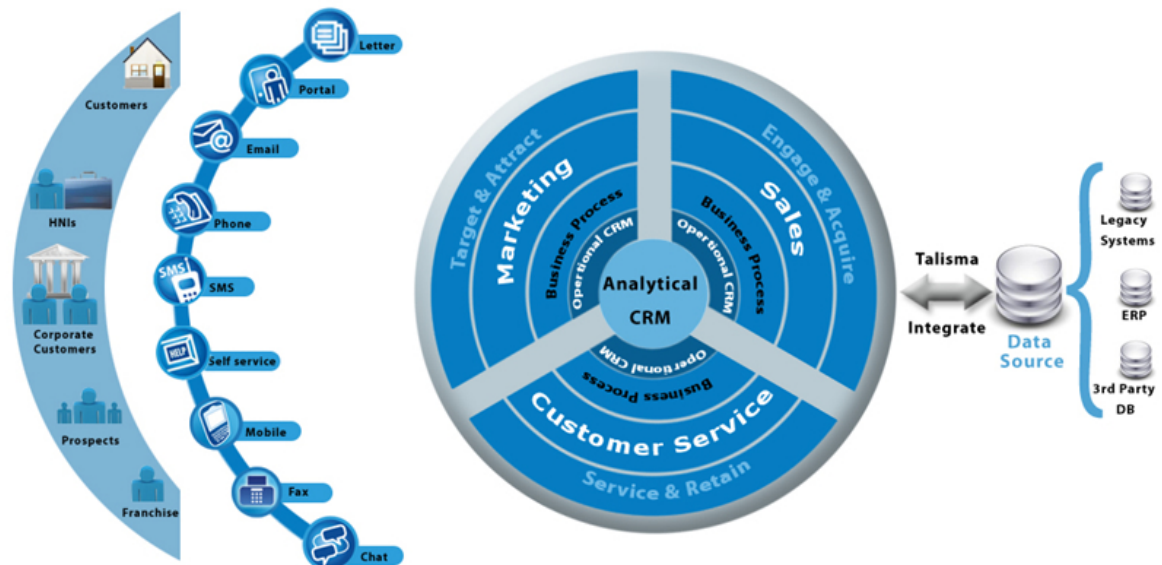 Customers
HNIs
Corporate
Customers
Prospects
Franchise
Letter
Portal
Email
Phone
SMS
SMS
HELP
Self service
Mobile
Fax
Chat
Target & Attract
Marketing
Business Process
Opertional CRM
Engage & Acquire
Sales
Business Process
Opertional CRM
Analytical
CRM
Opertional CRM
Business Process
Customer Service
Service & Retain
Talisma
Integrate
Data
Source
Legacy
Systems
ERP
3rd Party
DB